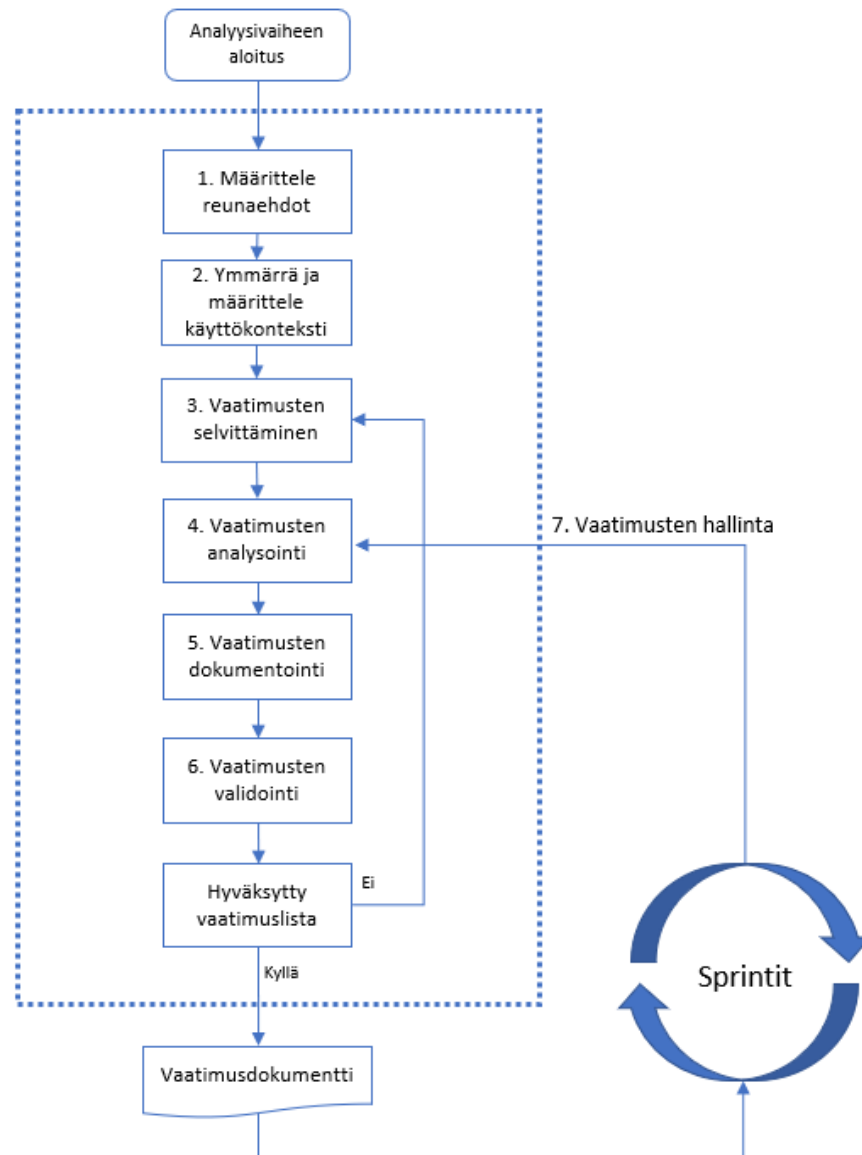 Analyysivaiheen
aloitus
1. Määrittele
reunaehdot
2. Ymmärrä ja
määrittele
käyttökonteksti
3. Vaatimusten
selvittäminen
4. Vaatimusten
analysointi
7. Vaatimusten hallinta
5. Vaatimusten
dokumentointi
6. Vaatimusten
validointi
Hyväksytty
vaatimuslista
Ei
Kyllä
Sprintit
Vaatimusdokumentti